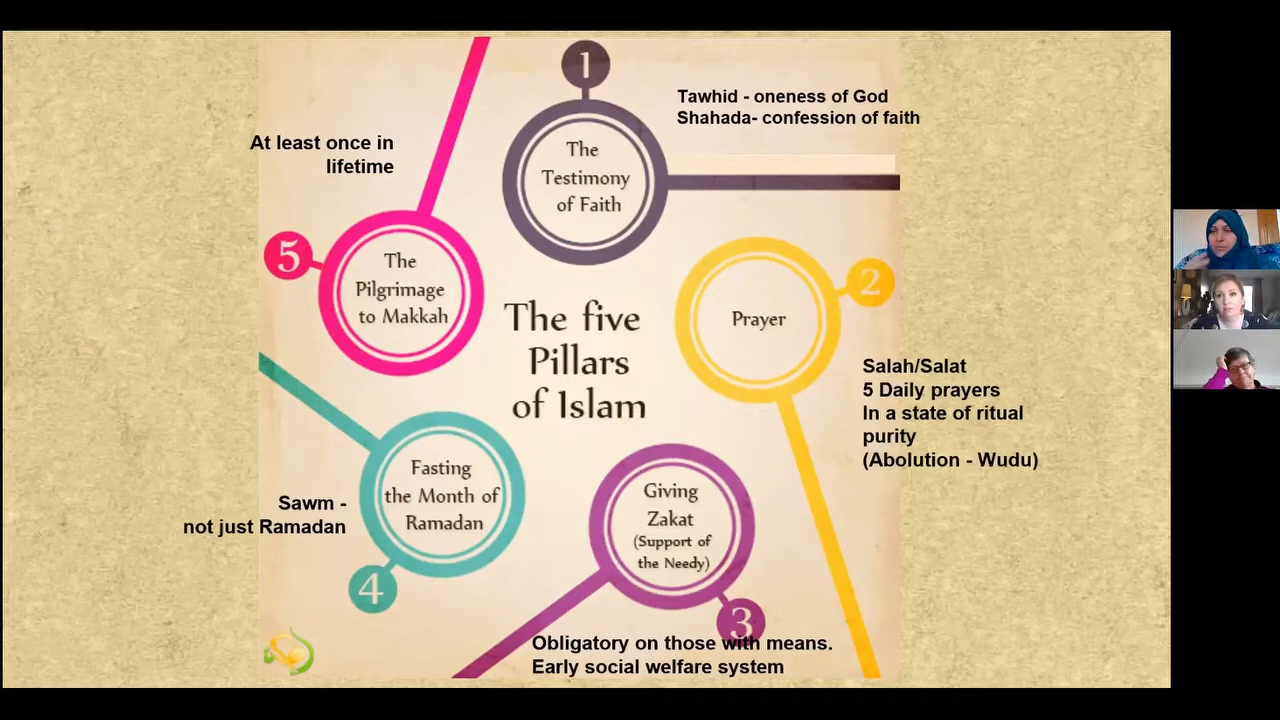 1
The
Testimony
of Faith
Tawhid - oneness of God
Shahada- confession of faith
2
Prayer
Salah/Salat
5 Daily prayers
In a state of ritual
purity
(Abolution - Wudu)
3
Giving
Zakat
(Support of
the Needy)
Obligatory on those with means.
Early social welfare system
4
Fasting
the Month of
Ramadan
Sawm -
not just Ramadan
5
The
Pilgrimage
to Makkah
At least once in
lifetime
The five
Pillars
of Islam